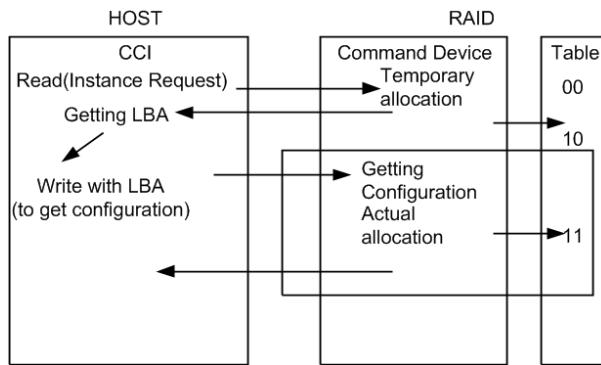 HOST
RAID
CCI
Read(Instance Request)
Getting LBA
Write with LBA
(to get configuration)
Command Device
Temporary
allocation
Getting
Configuration
Actual
allocation
Table
00
10
11